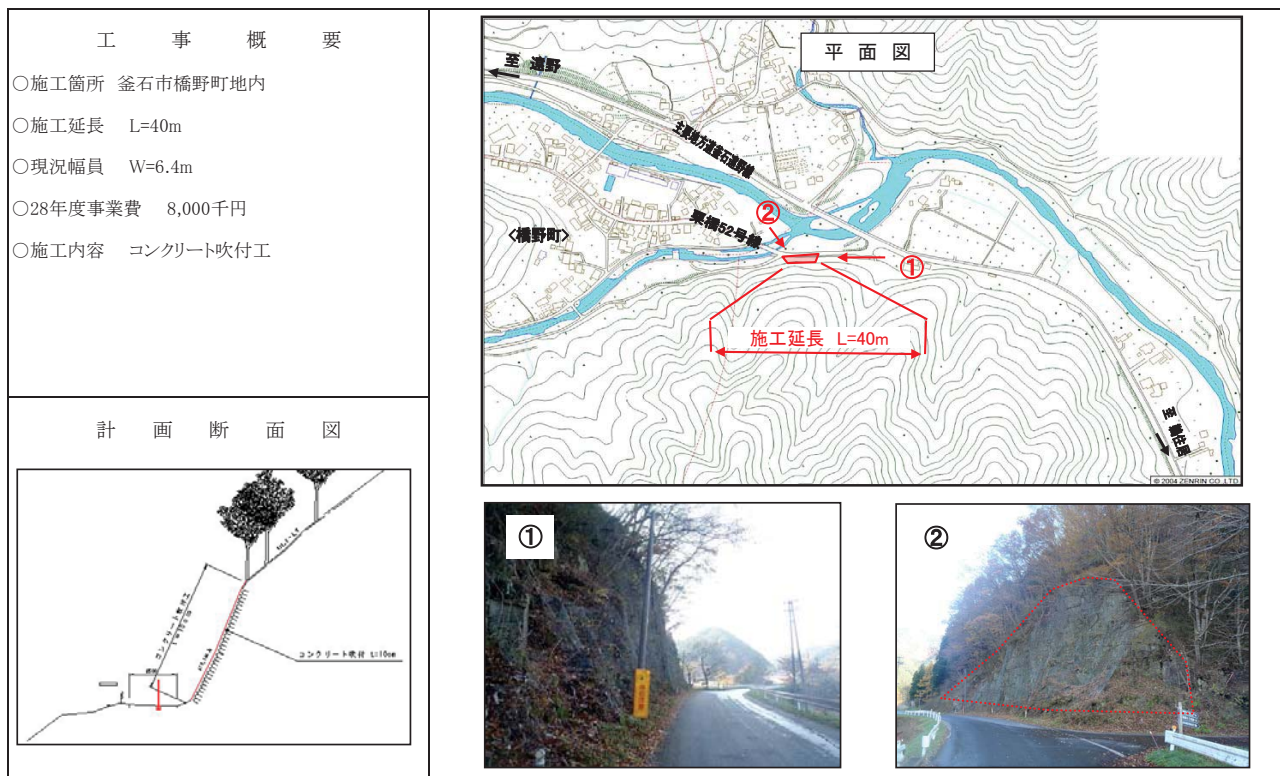 工事概要
○施工箇所 釜石市橋野町地内
○施工延長 L=40m
○現況幅員 W=6.4m
○28年度事業費 8,000千円
○施工内容 コンクリート吹付工
計画断面図
コンクリート吹付 t=10cm
平面図
至 遠野
主要地方道釜石遠野線
②
栗橋52号線
〈橋野町〉
①
施工延長 L=40m
至 鵜住居
© 2004 ZENRIN CO.,LTD.
①
②